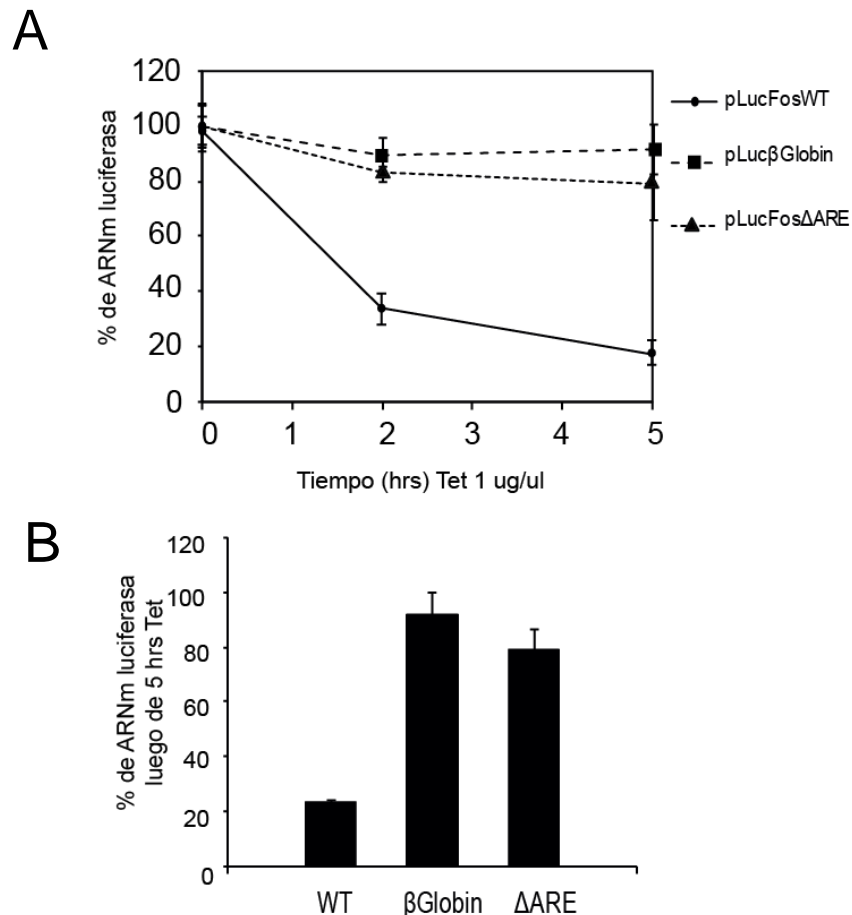 A
120
100
80
60
40
20
0
% de ARNm luciferasa
0 1 2 3 4 5
Tiempo (hrs) Tet 1 ug/ul
pLucFosWT
pLucβGlobin
pLucFosΔARE
B
120
100
80
60
40
20
0
% de ARNm luciferasa
luego de 5 hrs Tet
WT βGlobin ΔARE